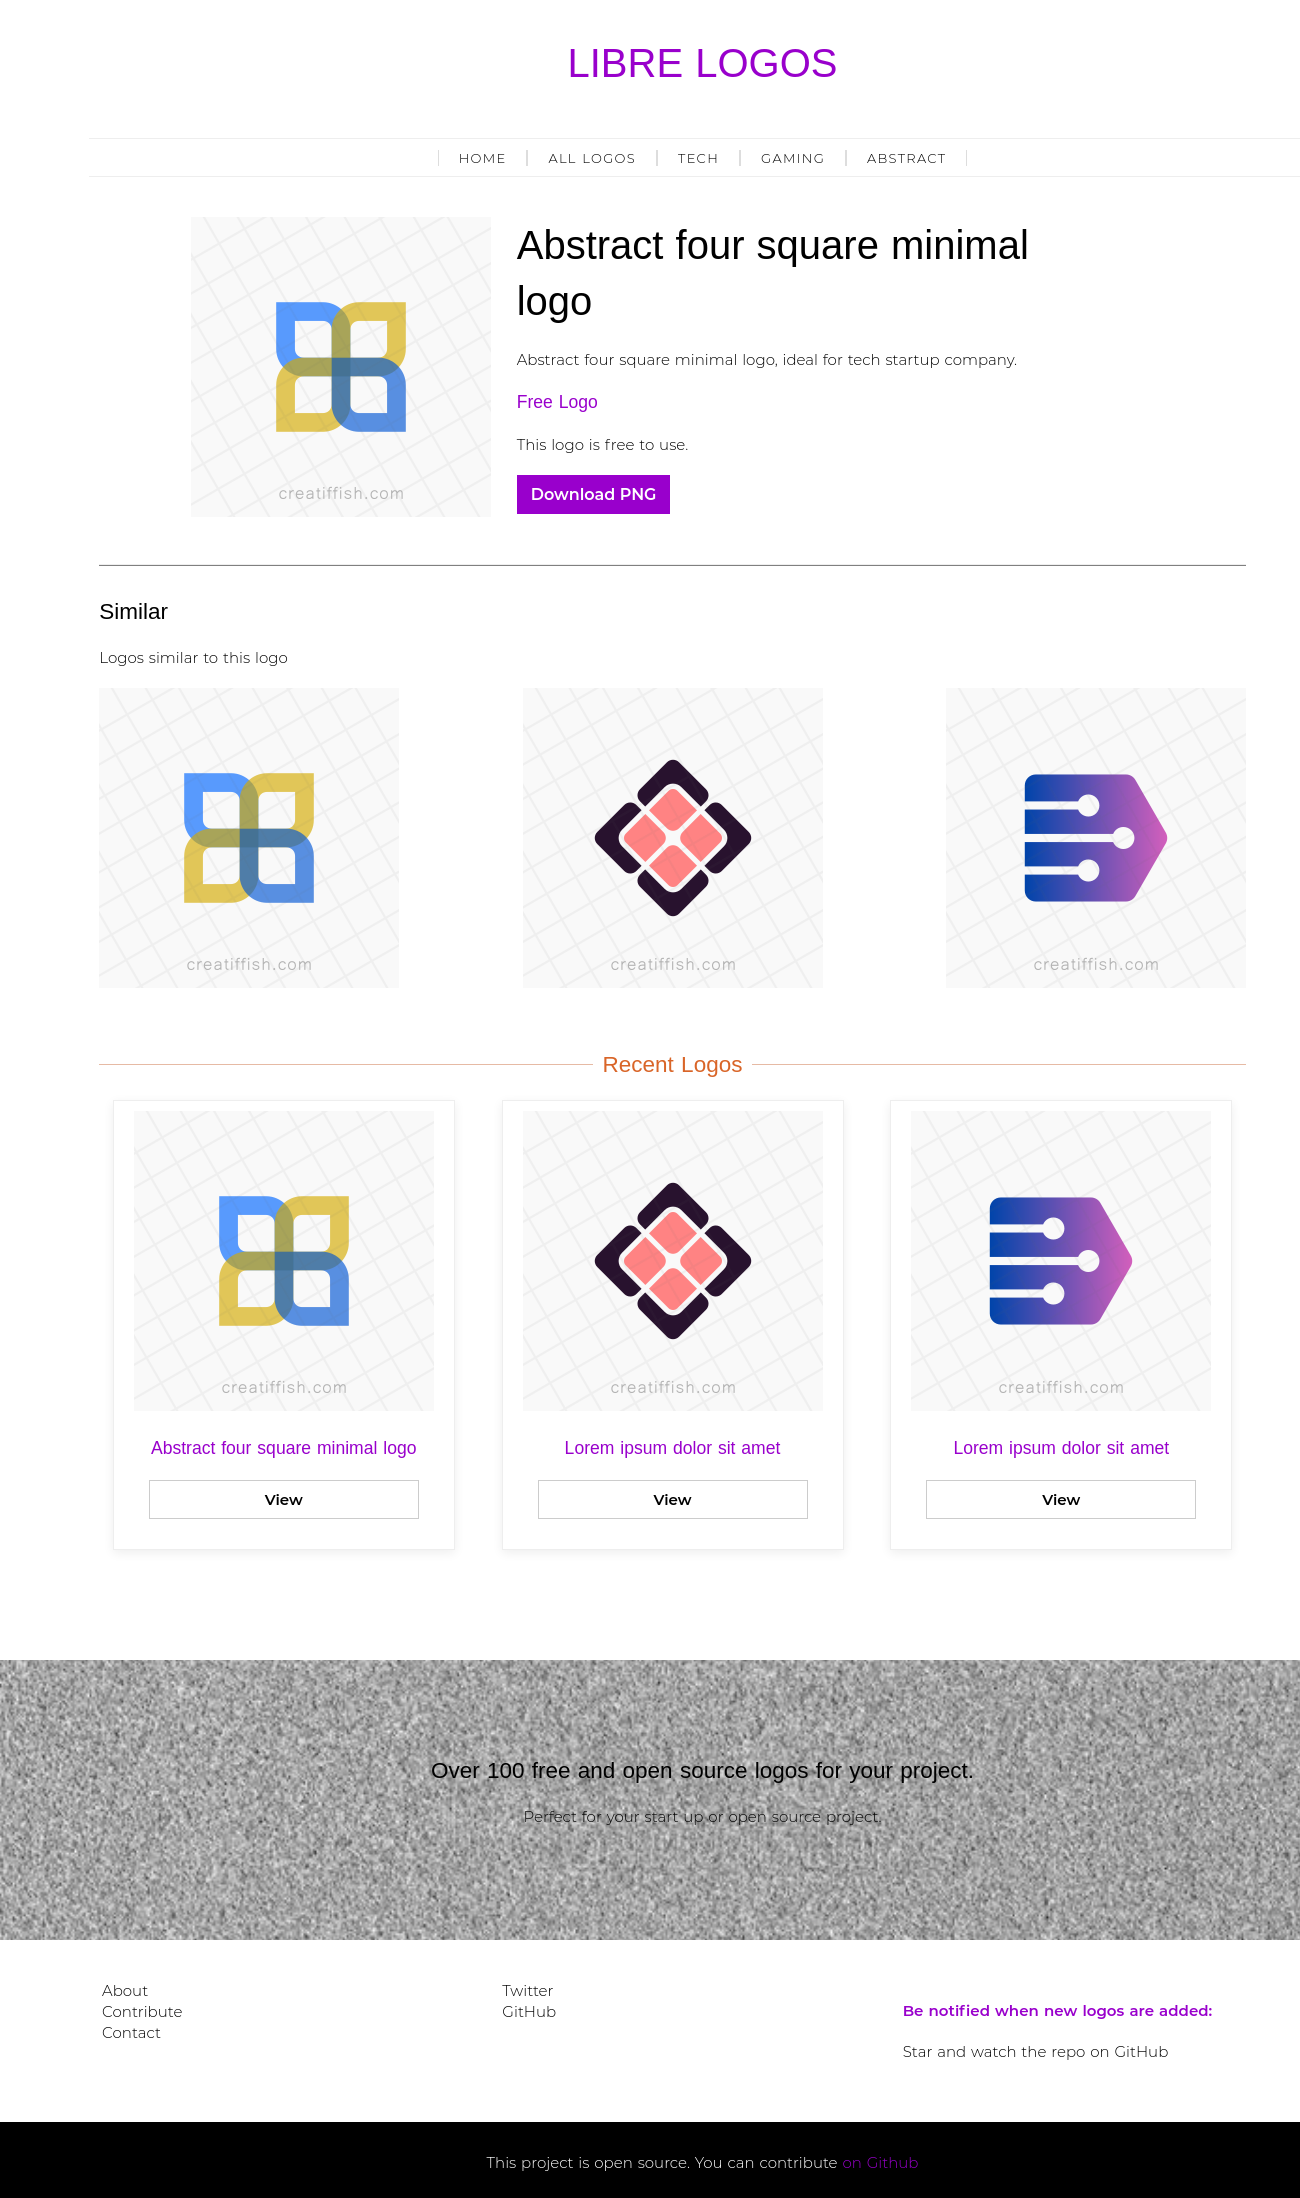 LIBRE LOGOS
HOME
ALL LOGOS
TECH
GAMING
ABSTRACT
creatiffish.com
Abstract four square minimal
logo
Abstract four square minimal logo, ideal for tech startup company.
Free Logo
This logo is free to use.
Download PNG
Similar
Logos similar to this logo
creatiffish.com
creatiffish.com
creatiffish.com
Recent Logos
creatiffish.com
creatiffish.com
creatiffish.com
Abstract four square minimal logo
Lorem ipsum dolor sit amet
Lorem ipsum dolor sit amet
View
View
View
Over 100 free and open source logos for your project.
Perfect for your start up or open source project.
About
Contribute
Contact
Twitter
GitHub
Be notified when new logos are added:
Star and watch the repo on GitHub
This project is open source. You can contribute on Github